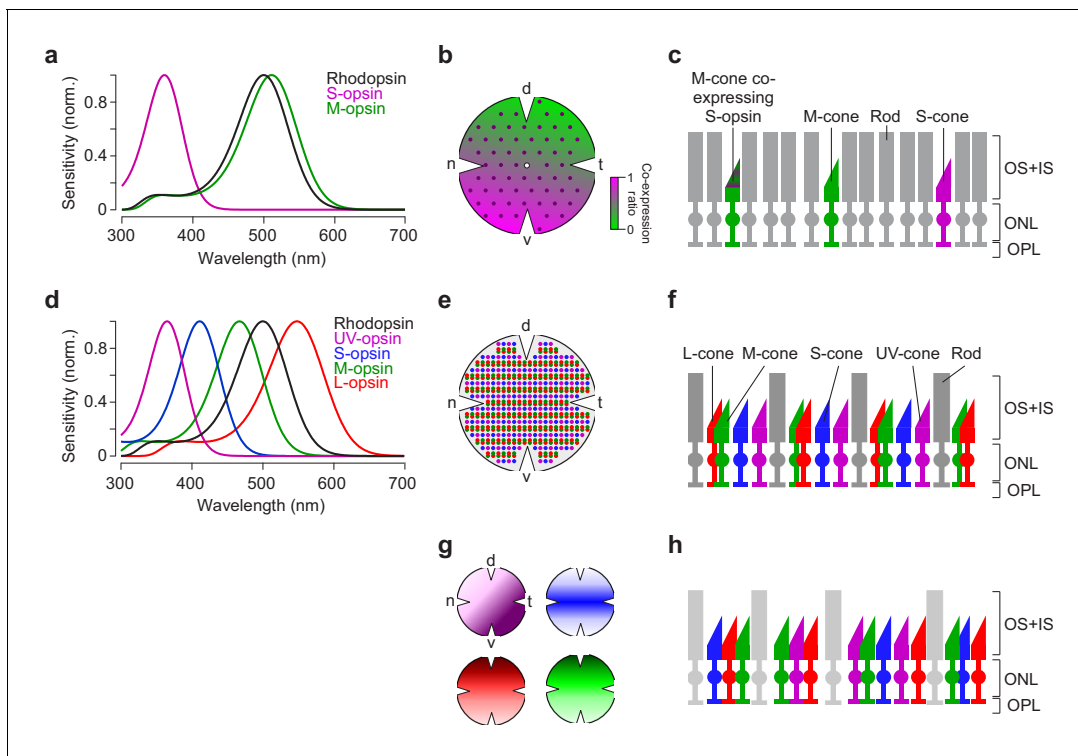 a
Sensitivity (norm.)
0.8
0.4
0
300 400 500 600 700
Wavelength (nm)
Rhodopsin
S-opsin
M-opsin
b
d
n
t
v
Co-expression
ratio
1
0
c
M-cone co-
expressing
S-opsin
M-cone
Rod
S-cone
OS+IS
ONL
OPL
d
Sensitivity (norm.)
0.8
0.4
0
300 400 500 600 700
Wavelength (nm)
Rhodopsin
UV-opsin
S-opsin
M-opsin
L-opsin
e
d
n
t
v
f
L-cone M-cone S-cone UV-cone Rod
OS+IS
ONL
OPL
g
d
n
t
v
h
OS+IS
ONL
OPL